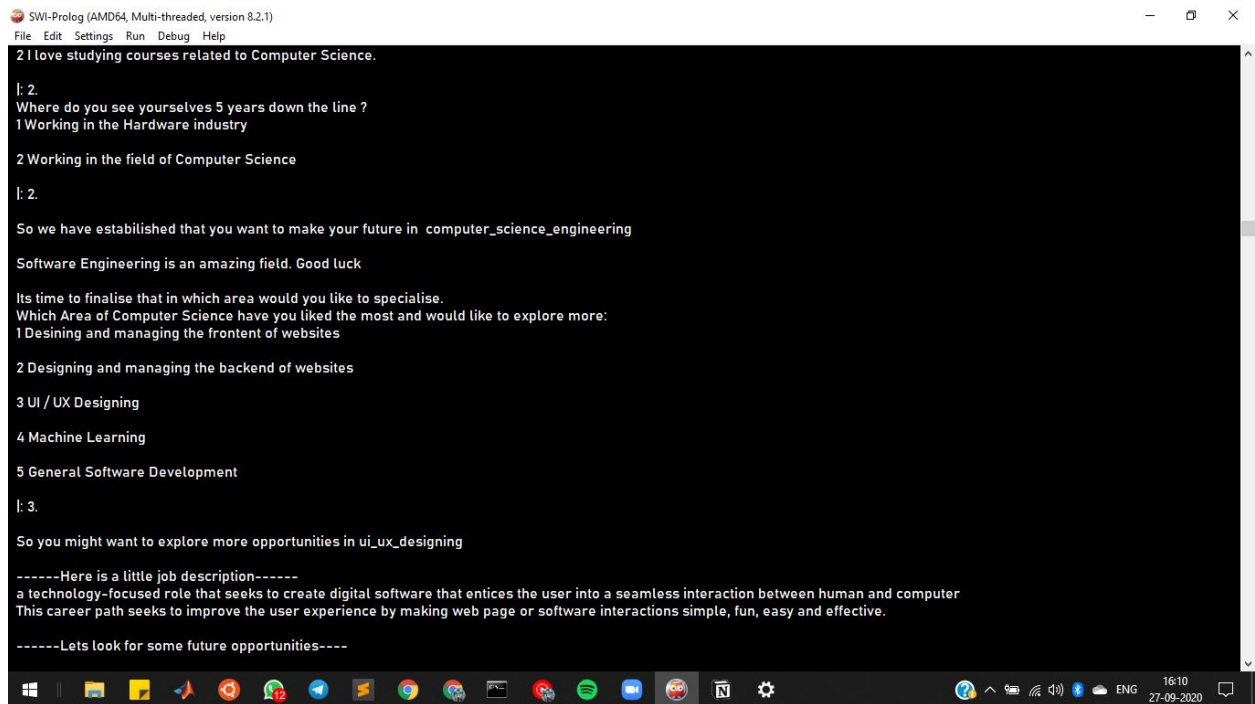 SWI-Prolog (AMD64, Multi-threaded, version 8.2.1)
File Edit Settings Run Debug Help
2 I love studying courses related to Computer Science.
|: 2.
Where do you see yourselves 5 years down the line ?
1 Working in the Hardware industry
2 Working in the field of Computer Science
|: 2.
So we have estabilished that you want to make your future in  computer_science_engineering
Software Engineering is an amazing field. Good luck
Its time to finalise that in which area would you like to specialise.
Which Area of Computer Science have you liked the most and would like to explore more:
1 Desining and managing the frontent of websites
2 Designing and managing the backend of websites
3 UI / UX Designing
4 Machine Learning
5 General Software Development
|: 3.
So you might want to explore more opportunities in ui_ux_designing
------Here is a little job description------
a technology-focused role that seeks to create digital software that entices the user into a seamless interaction between human and computer
This career path seeks to improve the user experience by making web page or software interactions simple, fun, easy and effective.
------Lets look for some future opportunities----
12
ENG
16:10
27-09-2020